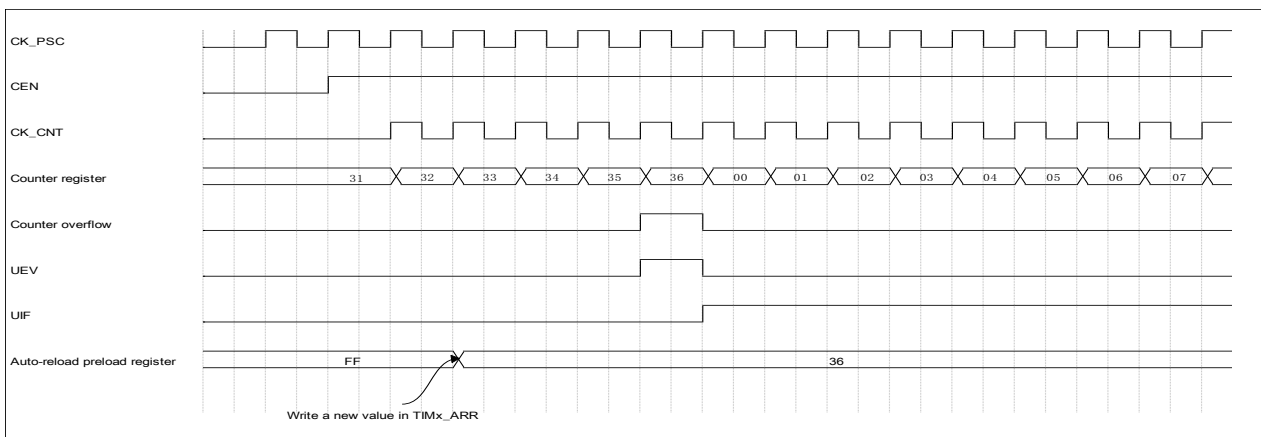 CK_PSC
CEN
CK_CNT
Counter register 31 32 33 34 35 36 00 01 02 03 04 05 06 07
Counter overflow
UEV
UIF
Auto-reload preload register FF 36
Write a new value in TIMx_ARR